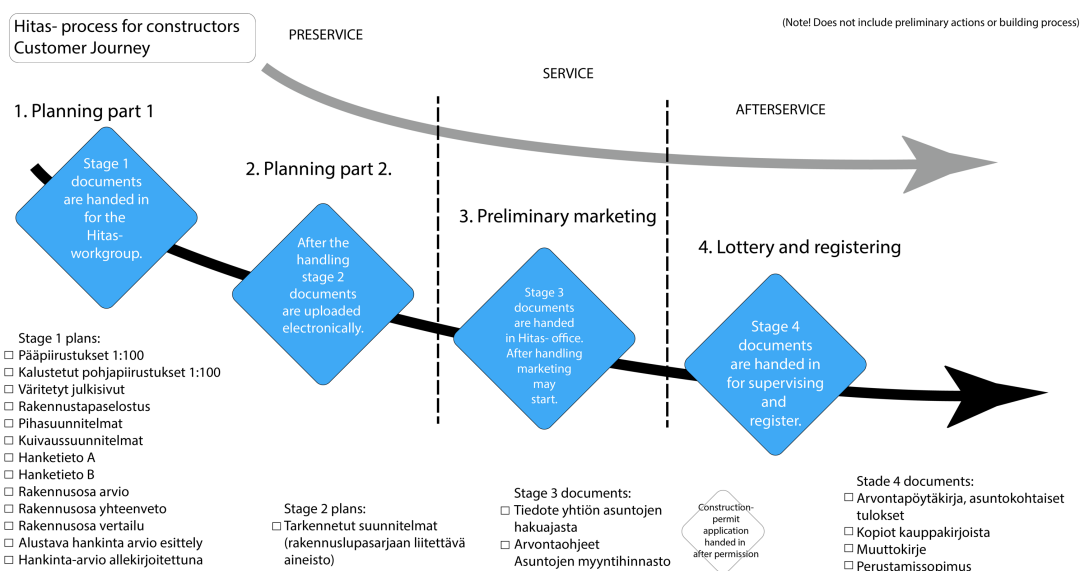 Hitas- process for constructors
Customer Journey
PRESERVICE
(Note! Does not include preliminary actions or building process)
SERVICE
AFTERSERVICE
1. Planning part 1
Stage 1
documents
are handed in
for the
Hitas-
workgroup.
2. Planning part 2.
After the
handling
stage 2
documents
are uploaded
electronically.
3. Preliminary marketing
Stage 3
documents
are handed
in Hitas- office.
After handling
marketing
may
start.
4. Lottery and registering
Stage 4
documents
are handed in
for supervising
and
register.
Stage 1 plans:
Pääpiirustukset 1:100
Kalustetut pohjapiirustukset 1:100
Väritetyt julkisivut
Rakennustapaselostus
Pihasuunnitelmat
Kuivaussuunnitelmat
Hanketieto A
Hanketieto B
Rakennusosa arvio
Rakennusosa yhteenveto
Rakennusosa vertailu
Alustava hankinta arvio esittely
Hankinta-arvio allekirjoitettuna
Stage 2 plans:
Tarkennetut suunnitelmat
(rakennuslupasarjaan liitettävä
aineisto)
Stage 3 documents:
Tiedote yhtiön asuntojen
hakuajasta
Arvontaohjeet
Asuntojen myyntihinnasto
Construction-
permit
application
handed in
after permission
Stade 4 documents:
Arvontapöytäkirja, asuntokohtaiset
tulokset
Kopiot kauppakirjoista
Muuttokirje
Perustamissopimus